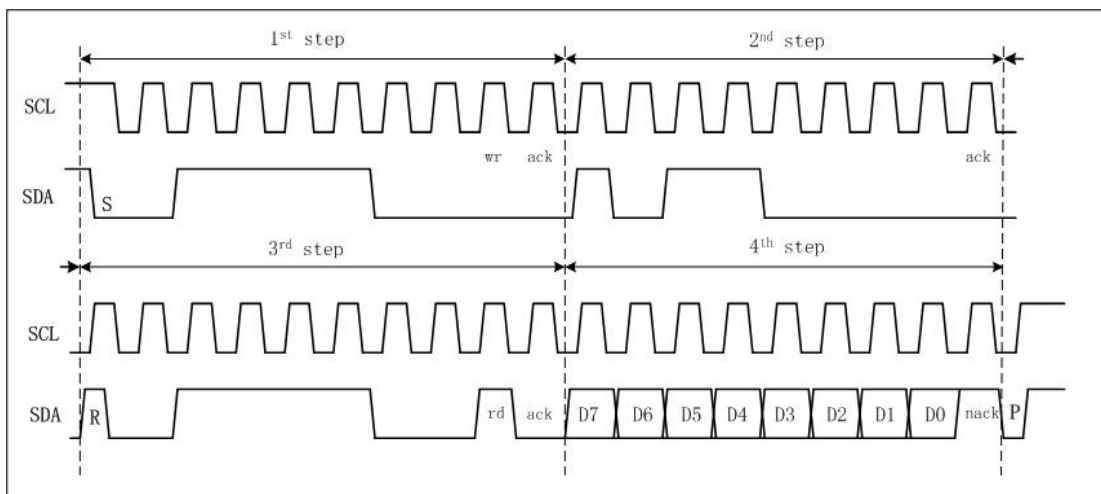 1st step 2nd step
SCL
wr ack ack
SDA S
3rd step 4th step
SCL
SDA R rd ack D7 D6 D5 D4 D3 D2 D1 D0 nack P